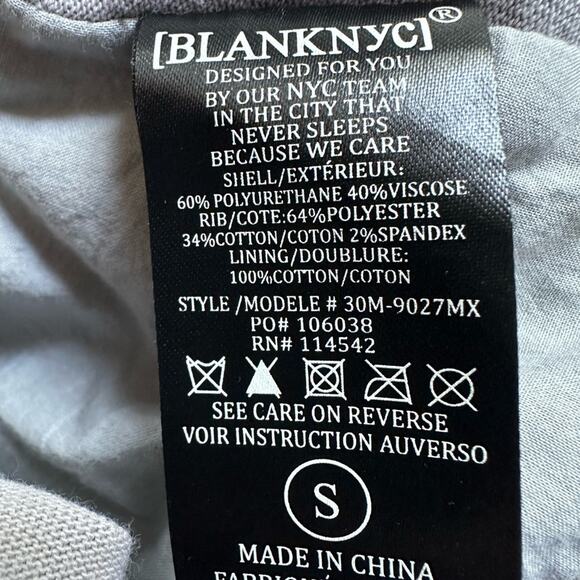 [BLANKNYC]®
DESIGNED FOR YOU
BY OUR NYC TEAM
IN THE CITY THAT
NEVER SLEEPS
BECAUSE WE CARE
SHELL/EXTÉRIEUR:
60% POLYURETHANE 40%VISCOSE
RIB/COTE:64%POLYESTER
34%COTTON/COTON 2%SPANDEX
LINING/DOUBLURE:
100%COTTON/COTON
STYLE /MODELE # 30M-9027MX
PO# 106038
RN# 114542
SEE CARE ON REVERSE
VOIR INSTRUCTION AUVERSO
S
MADE IN CHINA